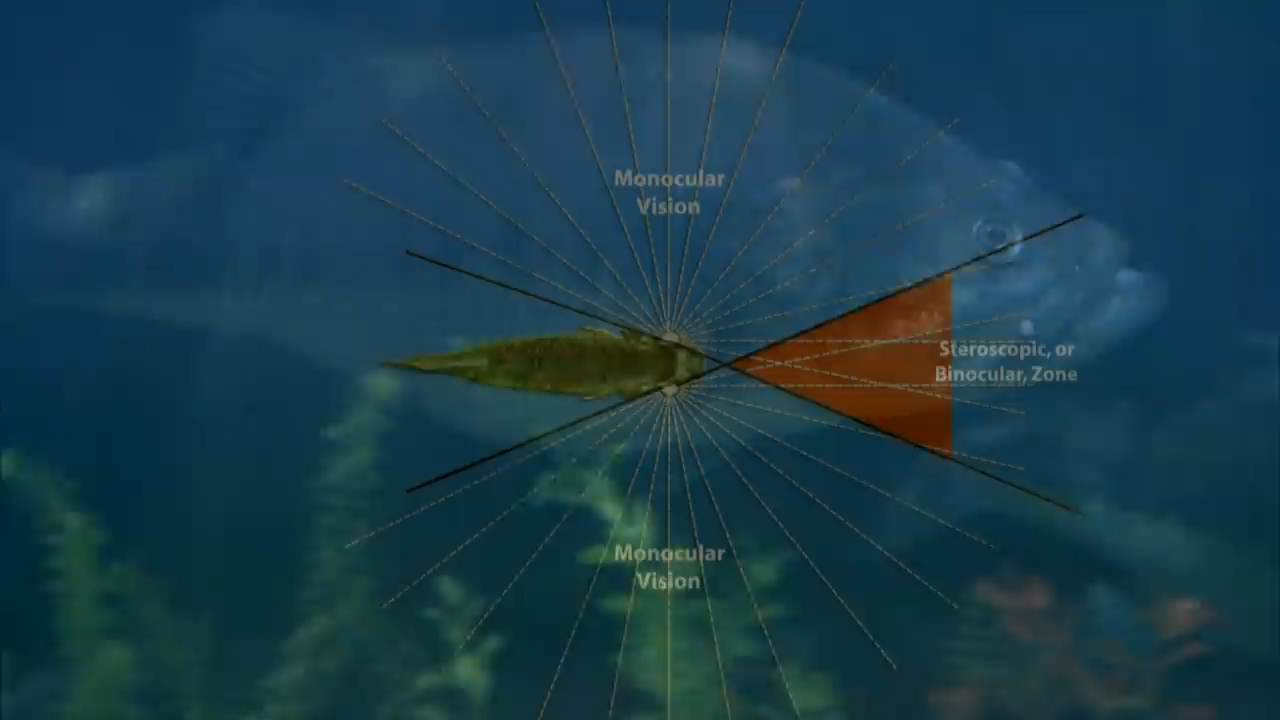 Monocular
Vision
Steroscopic, or
Binocular, Zone
Monocular
Vision